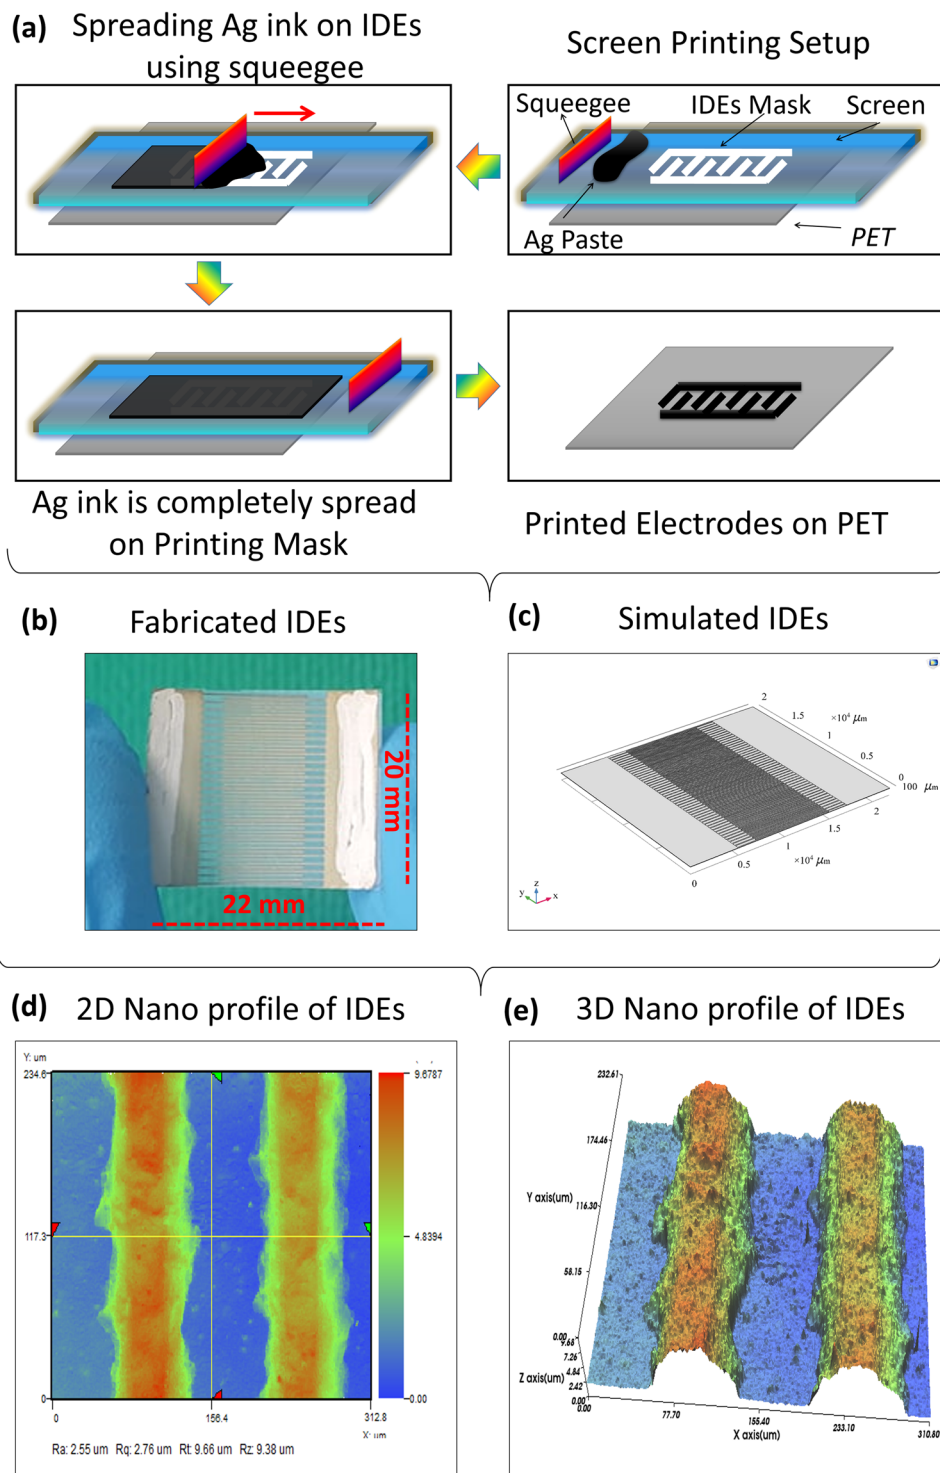 (a) Spreading Ag ink on IDEs
using squeegee
Screen Printing Setup
Squeegee
IDEs Mask
Screen
Ag Paste
PET
Ag ink is completely spread
on Printing Mask
Printed Electrodes on PET
(b) Fabricated IDEs
20 mm
22 mm
(c) Simulated IDEs
2
1.5
×10⁴ μm
1
0.5
0
100 μm
2
1.5
1
×10⁴ μm
0.5
0
y z x
(d) 2D Nano profile of IDEs
Y: um
234.6
117.3
0
0 156.4 312.8
X: um
9.6787
4.8394
0.00
Ra: 2.55 um Rq: 2.76 um Rt: 9.66 um Rz: 9.38 um
(e) 3D Nano profile of IDEs
232.61
174.46
Y axis(um)
116.30
58.15
0.00
9.68
7.26
4.84
Z axis(um)
2.42
0.00
0.00
77.70
155.40
X axis(um)
233.10
310.80